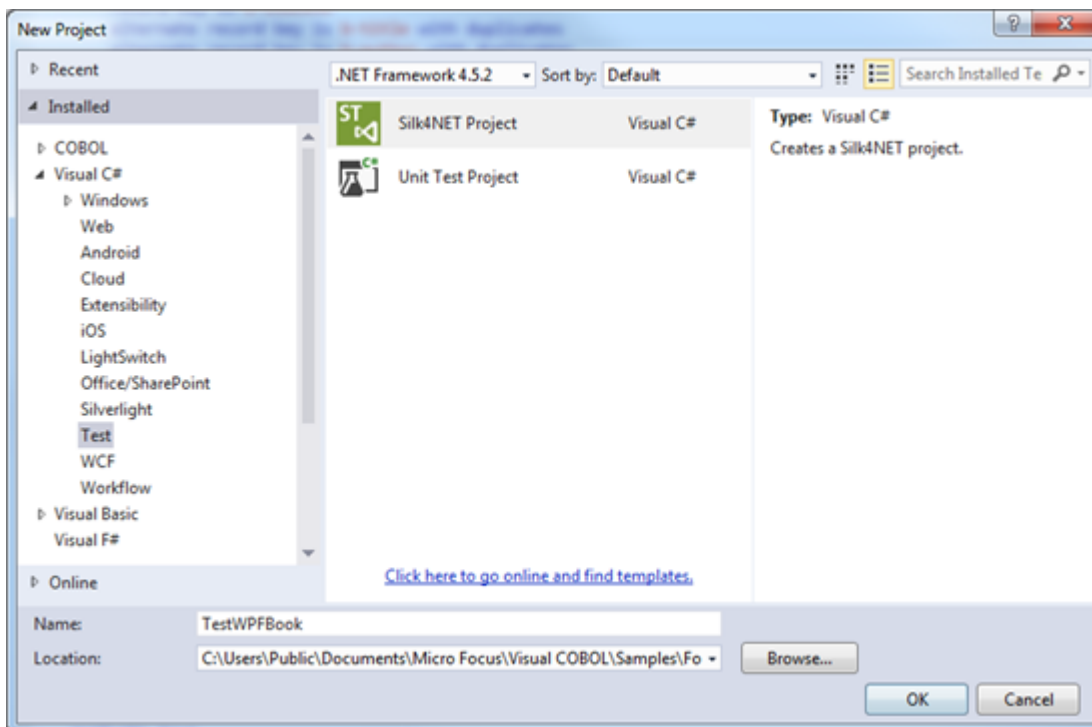 New Project
Recent
.NET Framework 4.5.2
Sort by: Default
Search Installed Te
Installed
COBOL
Visual C#
Windows
Web
Android
Cloud
Extensibility
iOS
LightSwitch
Office/SharePoint
Silverlight
Test
WCF
Workflow
Visual Basic
Visual F#
Online
ST
Silk4NET Project Visual C#
C#
Unit Test Project Visual C#
Click here to go online and find templates.
Type: Visual C#
Creates a Silk4NET project.
Name: TestWPFBook
Location: C:\Users\Public\Documents\Micro Focus\Visual COBOL\Samples\Fo
Browse...
OK Cancel